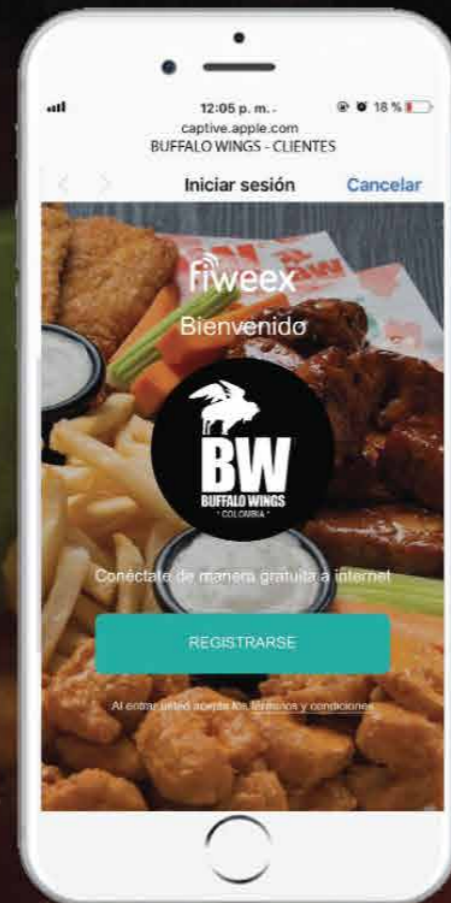 12:05 p. m.
18 %
captive.apple.com
BUFFALO WINGS - CLIENTES
Iniciar sesión
Cancelar
BW
fiweex
Bienvenido
BW
BUFFALO WINGS
· COLOMBIA ·
Conéctate de manera gratuita a internet
REGISTRARSE
Al entrar usted acepta los términos y condiciones